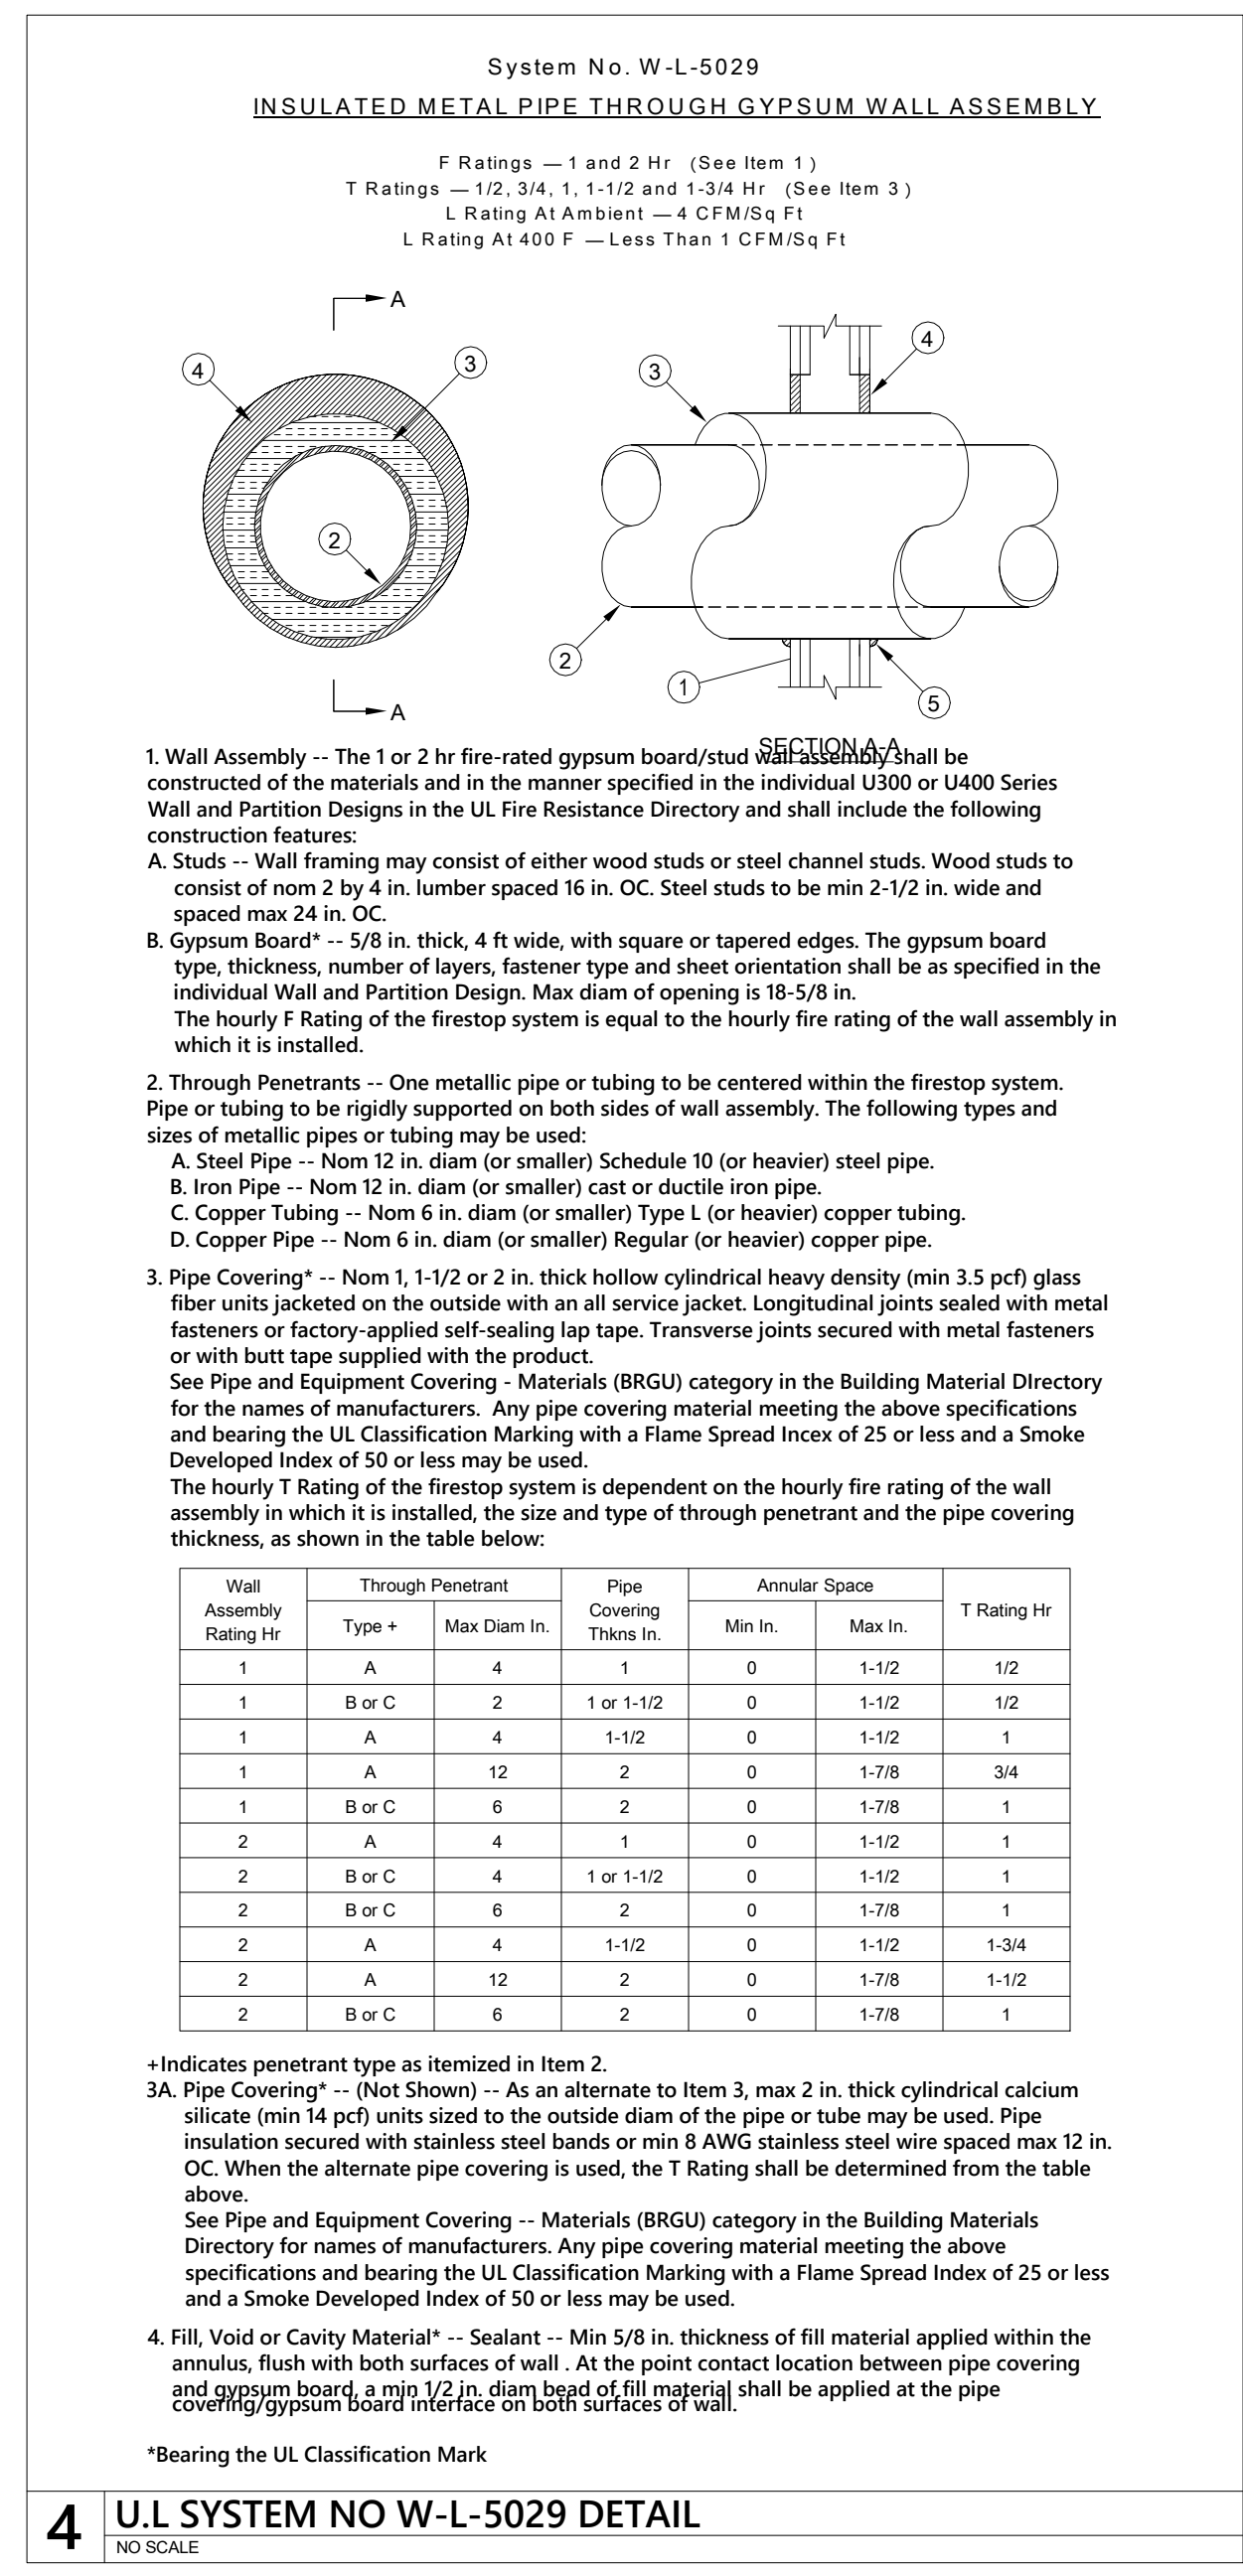 System No. W-L-5029
INSULATED METAL PIPE THROUGH GYPSUM WALL ASSEMBLY
F Ratings — 1 and 2 Hr (See Item 1)
T Ratings — 1/2, 3/4, 1, 1-1/2 and 1-3/4 Hr (See Item 3)
L Rating At Ambient — 4 CFM/Sq Ft
L Rating At 400 F — Less Than 1 CFM/Sq Ft
A
4
3
2
A
3
4
2
1
5
SECTION A-A
1. Wall Assembly -- The 1 or 2 hr fire-rated gypsum board/stud wall assembly shall be
constructed of the materials and in the manner specified in the individual U300 or U400 Series
Wall and Partition Designs in the UL Fire Resistance Directory and shall include the following
construction features:
A. Studs -- Wall framing may consist of either wood studs or steel channel studs. Wood studs to
consist of nom 2 by 4 in. lumber spaced 16 in. OC. Steel studs to be min 2-1/2 in. wide and
spaced max 24 in. OC.
B. Gypsum Board* -- 5/8 in. thick, 4 ft wide, with square or tapered edges. The gypsum board
type, thickness, number of layers, fastener type and sheet orientation shall be as specified in the
individual Wall and Partition Design. Max diam of opening is 18-5/8 in.
The hourly F Rating of the firestop system is equal to the hourly fire rating of the wall assembly in
which it is installed.
2. Through Penetrants -- One metallic pipe or tubing to be centered within the firestop system.
Pipe or tubing to be rigidly supported on both sides of wall assembly. The following types and
sizes of metallic pipes or tubing may be used:
A. Steel Pipe -- Nom 12 in. diam (or smaller) Schedule 10 (or heavier) steel pipe.
B. Iron Pipe -- Nom 12 in. diam (or smaller) cast or ductile iron pipe.
C. Copper Tubing -- Nom 6 in. diam (or smaller) Type L (or heavier) copper tubing.
D. Copper Pipe -- Nom 6 in. diam (or smaller) Regular (or heavier) copper pipe.
3. Pipe Covering* -- Nom 1, 1-1/2 or 2 in. thick hollow cylindrical heavy density (min 3.5 pcf) glass
fiber units jacketed on the outside with an all service jacket. Longitudinal joints sealed with metal
fasteners or factory-applied self-sealing lap tape. Transverse joints secured with metal fasteners
or with butt tape supplied with the product.
See Pipe and Equipment Covering - Materials (BRGU) category in the Building Material DIrectory
for the names of manufacturers. Any pipe covering material meeting the above specifications
and bearing the UL Classification Marking with a Flame Spread Incex of 25 or less and a Smoke
Developed Index of 50 or less may be used.
The hourly T Rating of the firestop system is dependent on the hourly fire rating of the wall
assembly in which it is installed, the size and type of through penetrant and the pipe covering
thickness, as shown in the table below:
Wall Assembly Rating Hr | Through Penetrant | Pipe Covering Thkns In. | Annular Space | T Rating Hr
Type + | Max Diam In. | Min In. | Max In.
1 | A | 4 | 1 | 0 | 1-1/2 | 1/2
1 | B or C | 2 | 1 or 1-1/2 | 0 | 1-1/2 | 1/2
1 | A | 4 | 1-1/2 | 0 | 1-1/2 | 1
1 | A | 12 | 2 | 0 | 1-7/8 | 3/4
1 | B or C | 6 | 2 | 0 | 1-7/8 | 1
2 | A | 4 | 1 | 0 | 1-1/2 | 1
2 | B or C | 4 | 1 or 1-1/2 | 0 | 1-1/2 | 1
2 | B or C | 6 | 2 | 0 | 1-7/8 | 1
2 | A | 4 | 1-1/2 | 0 | 1-1/2 | 1-3/4
2 | A | 12 | 2 | 0 | 1-7/8 | 1-1/2
2 | B or C | 6 | 2 | 0 | 1-7/8 | 1
+Indicates penetrant type as itemized in Item 2.
3A. Pipe Covering* -- (Not Shown) -- As an alternate to Item 3, max 2 in. thick cylindrical calcium
silicate (min 14 pcf) units sized to the outside diam of the pipe or tube may be used. Pipe
insulation secured with stainless steel bands or min 8 AWG stainless steel wire spaced max 12 in.
OC. When the alternate pipe covering is used, the T Rating shall be determined from the table
above.
See Pipe and Equipment Covering -- Materials (BRGU) category in the Building Materials
Directory for names of manufacturers. Any pipe covering material meeting the above
specifications and bearing the UL Classification Marking with a Flame Spread Index of 25 or less
and a Smoke Developed Index of 50 or less may be used.
4. Fill, Void or Cavity Material* -- Sealant -- Min 5/8 in. thickness of fill material applied within the
annulus, flush with both surfaces of wall . At the point contact location between pipe covering
and gypsum board, a min 1/2 in. diam bead of fill material shall be applied at the pipe
covering/gypsum board interface on both surfaces of wall.
*Bearing the UL Classification Mark
4
U.L SYSTEM NO W-L-5029 DETAIL
NO SCALE